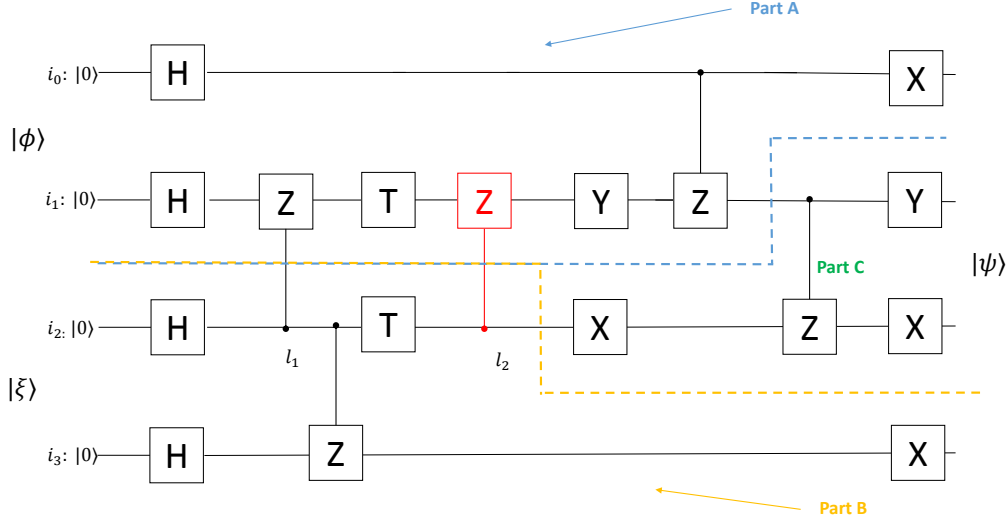 Part A
i₀: |0⟩ H X
|ϕ⟩
i₁: |0⟩ H Z T Z Y Z Y
Part C
|ψ⟩
i₂: |0⟩ H T X Z X
l₁ l₂
|ξ⟩
i₃: |0⟩ H Z X
Part B